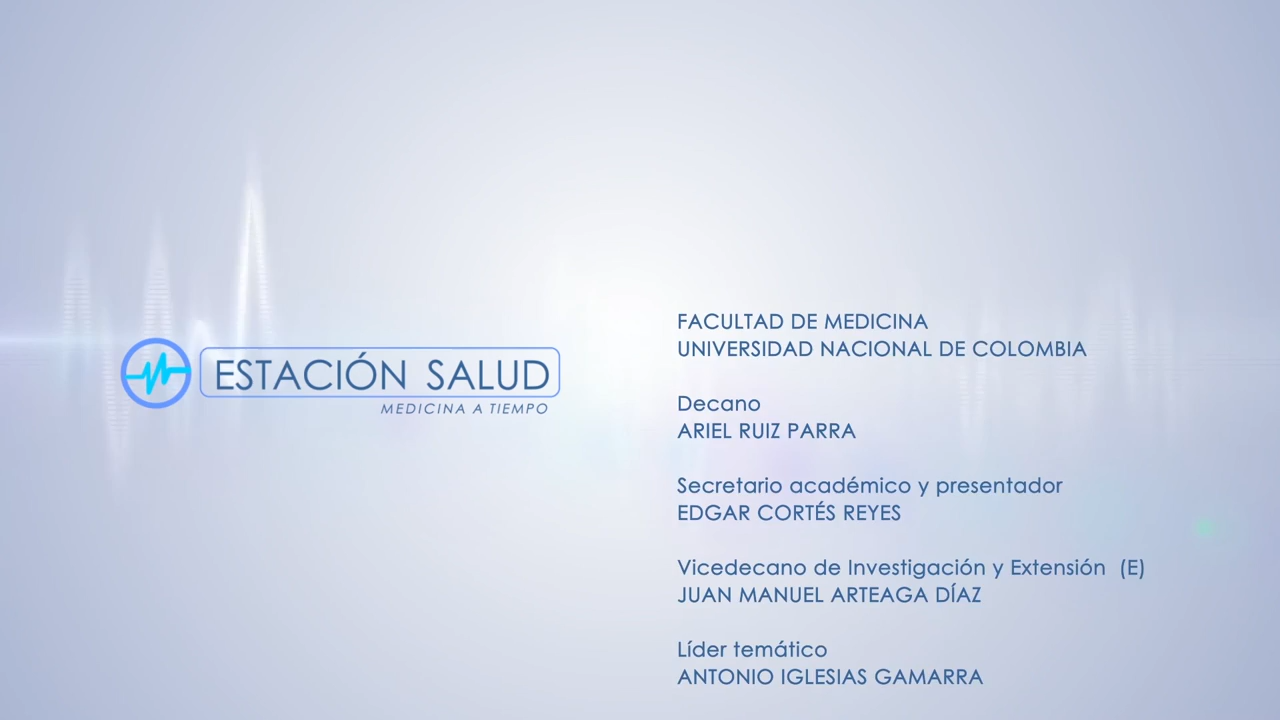 ESTACIÓN SALUD
MEDICINA A TIEMPO
FACULTAD DE MEDICINA
UNIVERSIDAD NACIONAL DE COLOMBIA
Decano
ARIEL RUIZ PARRA
Secretario académico y presentador
EDGAR CORTÉS REYES
Vicedecano de Investigación y Extensión (E)
JUAN MANUEL ARTEAGA DÍAZ
Líder temático
ANTONIO IGLESIAS GAMARRA